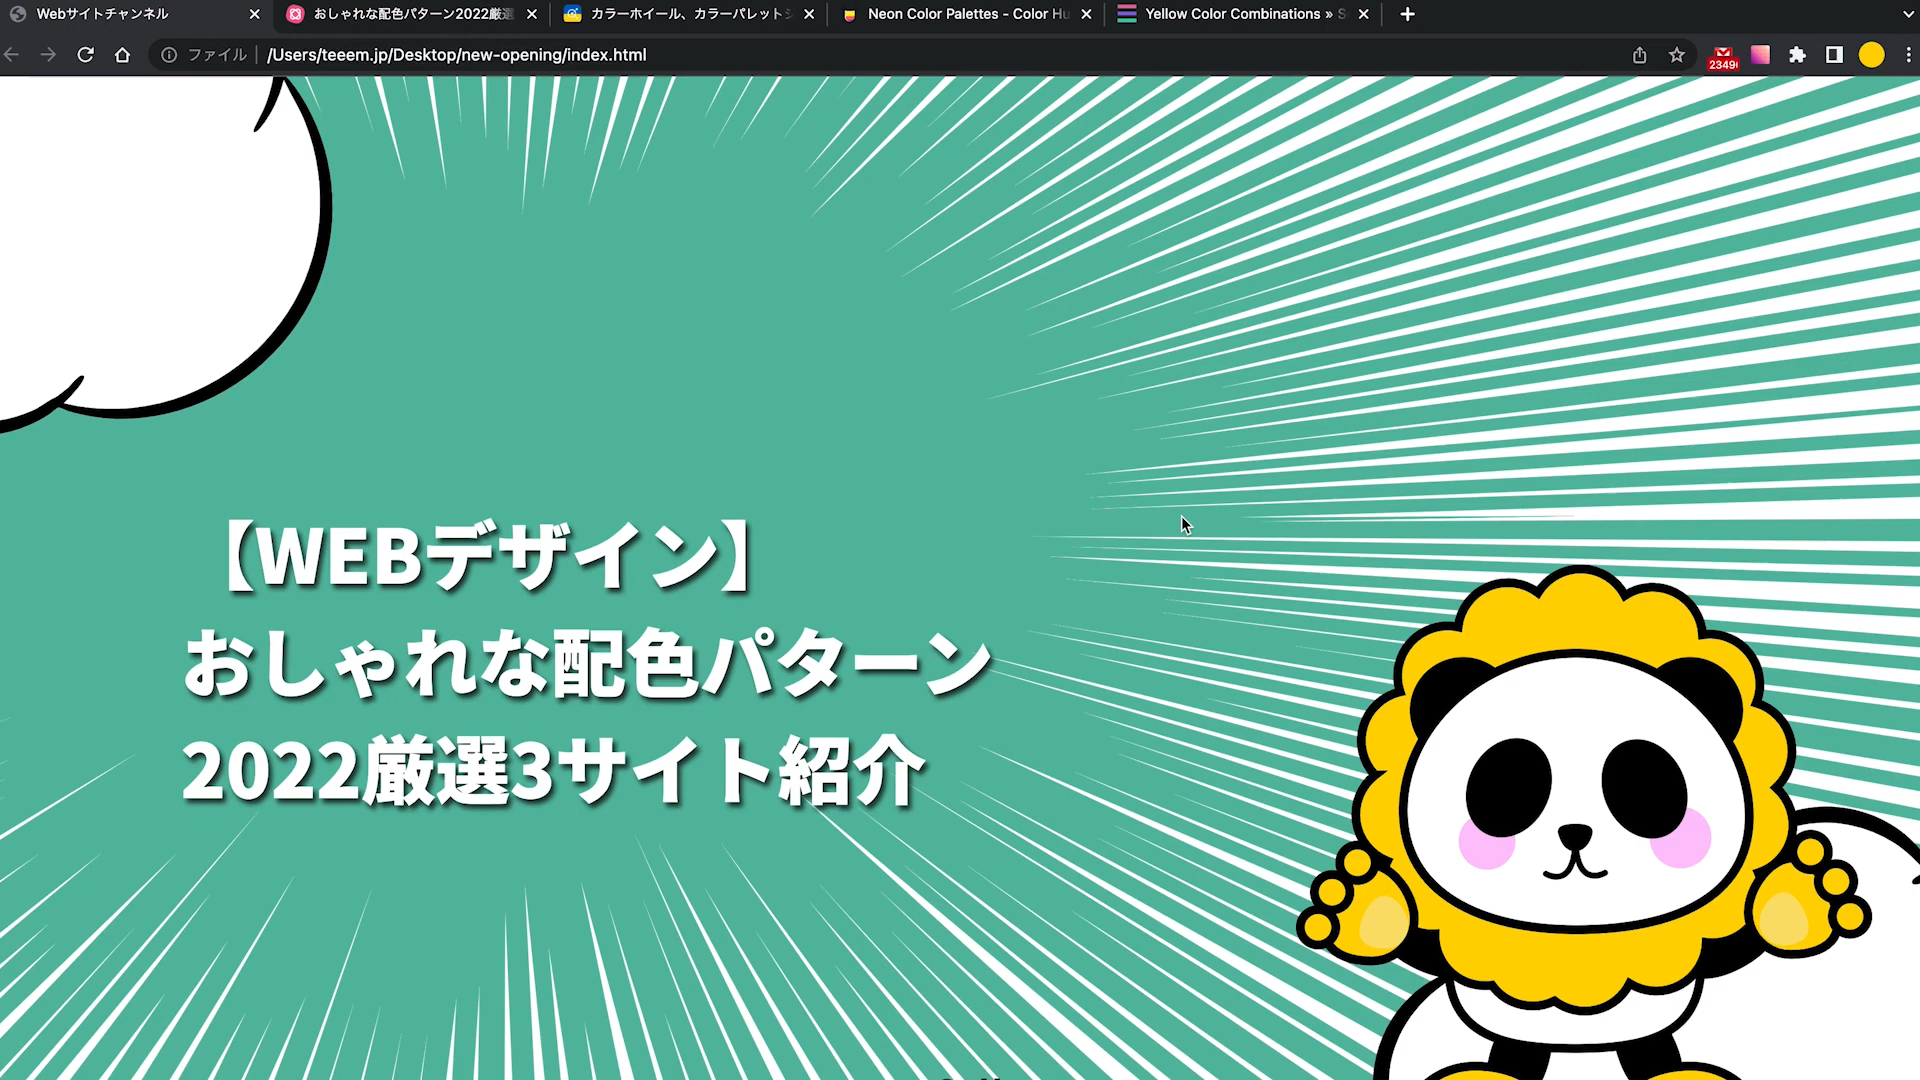 Webサイトチャンネル
おしゃれな配色パターン2022厳選
カラーホイール、カラーパレットジ
Neon Color Palettes - Color Hu
Yellow Color Combinations » S
ファイル
/Users/teeem.jp/Desktop/new-opening/index.html
2349
【WEBデザイン】
おしゃれな配色パターン
2022厳選3サイト紹介